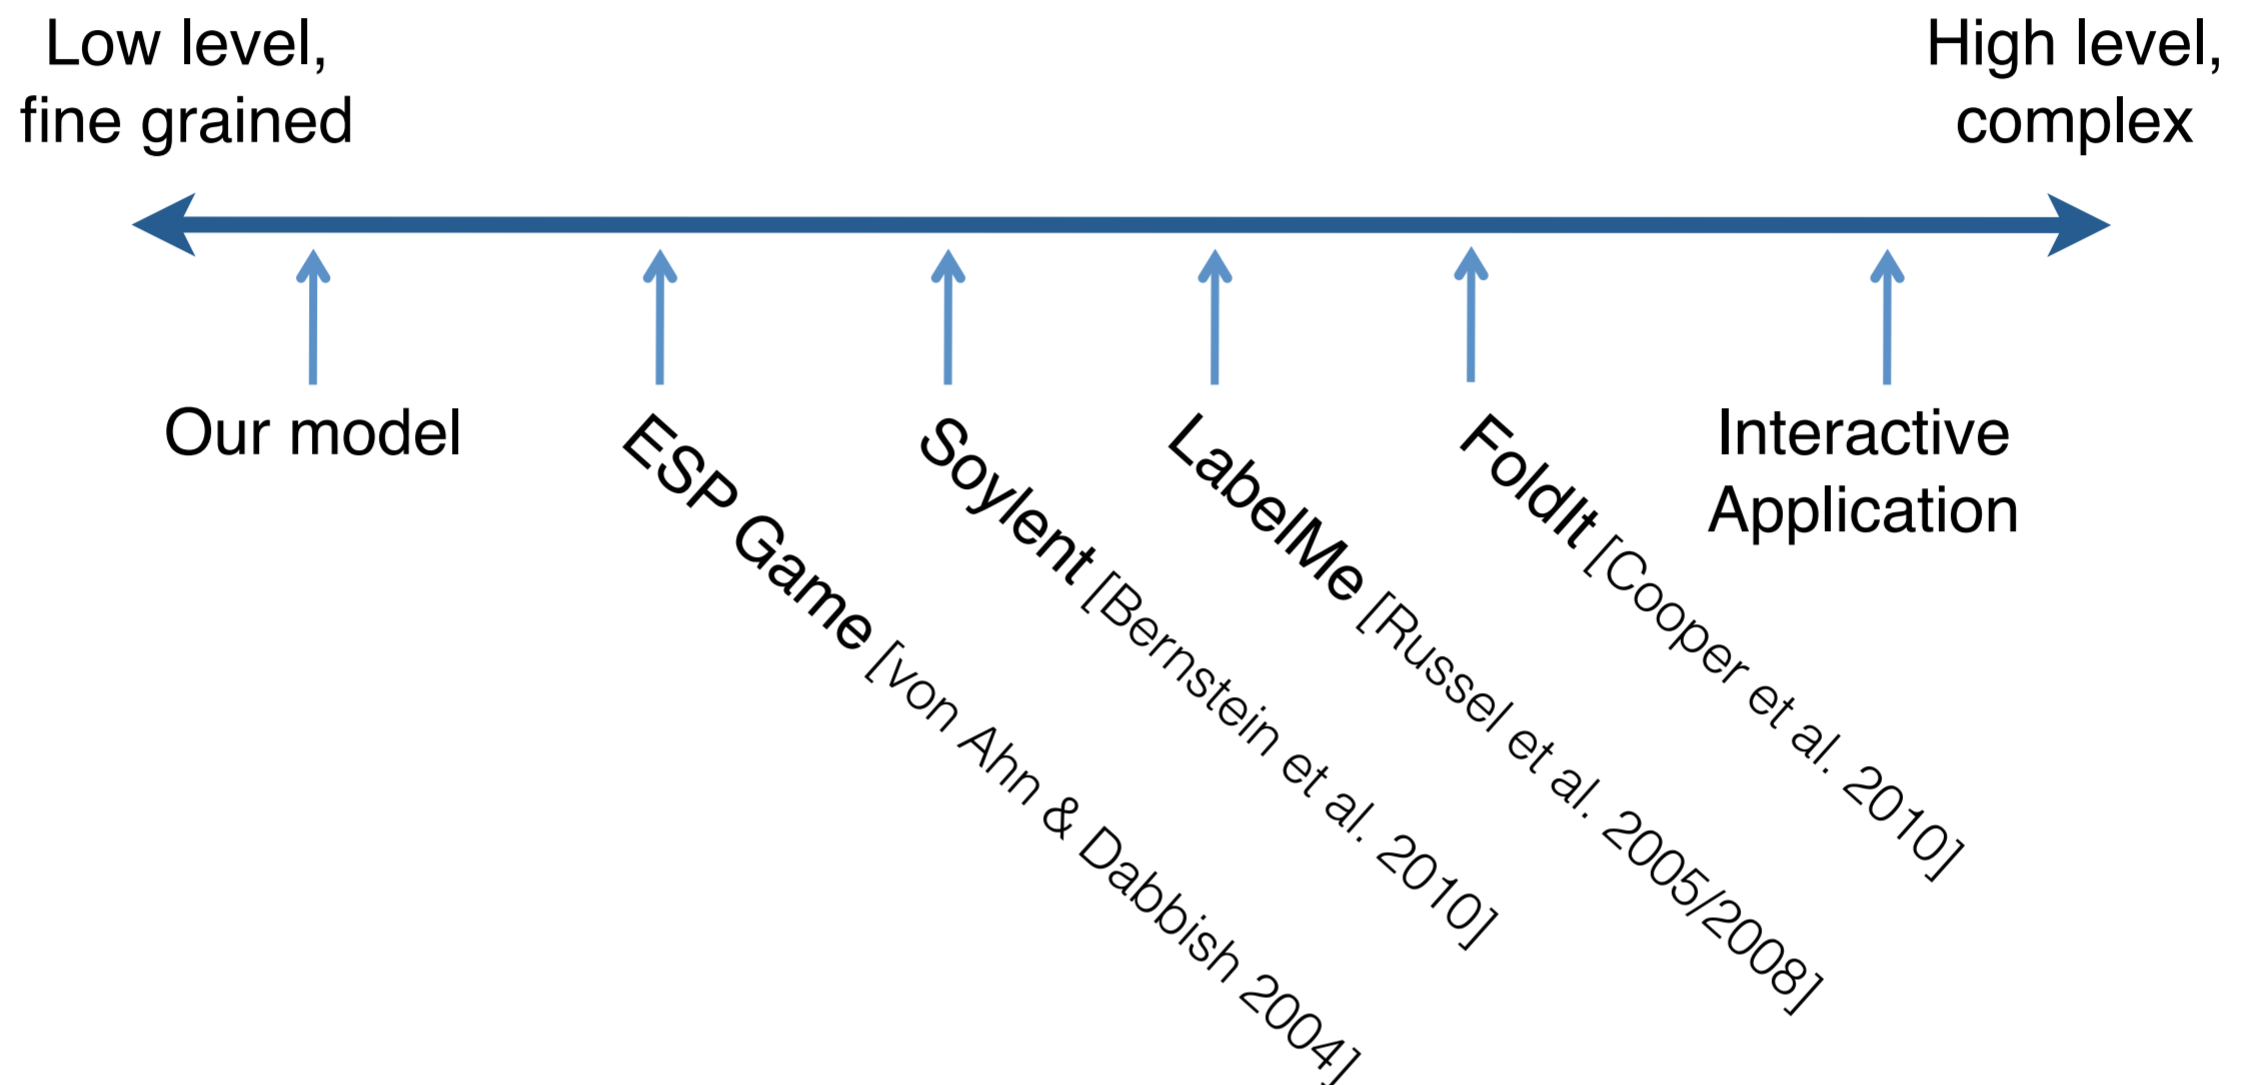 Low level,
fine grained
High level,
complex
Our model
ESP Game [von Ahn & Dabbish 2004]
Soylent [Bernstein et al. 2010]
LabelMe [Russel et al. 2005/2008]
FoldIt [Cooper et al. 2010]
Interactive
Application